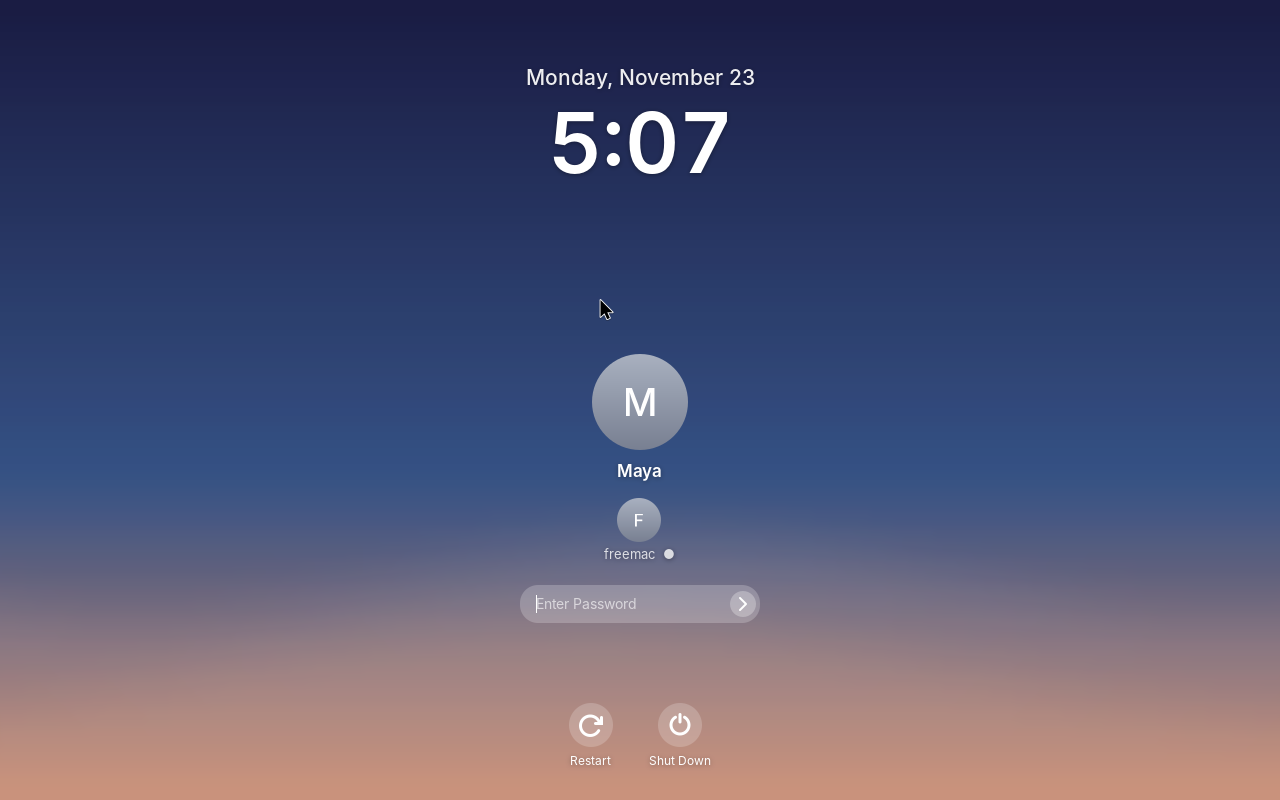 Monday, November 23
5:07
M
Maya
F
freemac
Enter Password
Restart
Shut Down